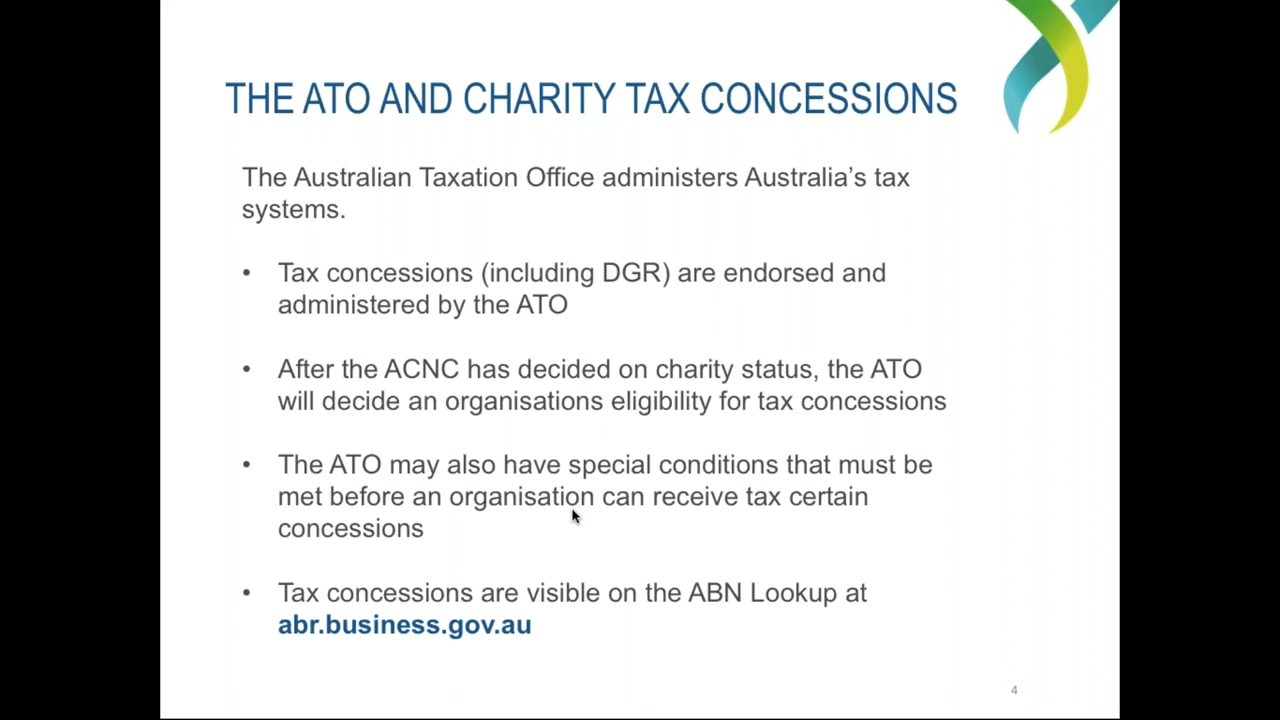 THE ATO AND CHARITY TAX CONCESSIONS
The Australian Taxation Office administers Australia’s tax
systems.
• Tax concessions (including DGR) are endorsed and
administered by the ATO
• After the ACNC has decided on charity status, the ATO
will decide an organisations eligibility for tax concessions
• The ATO may also have special conditions that must be
met before an organisation can receive tax certain
concessions
• Tax concessions are visible on the ABN Lookup at
abr.business.gov.au
4